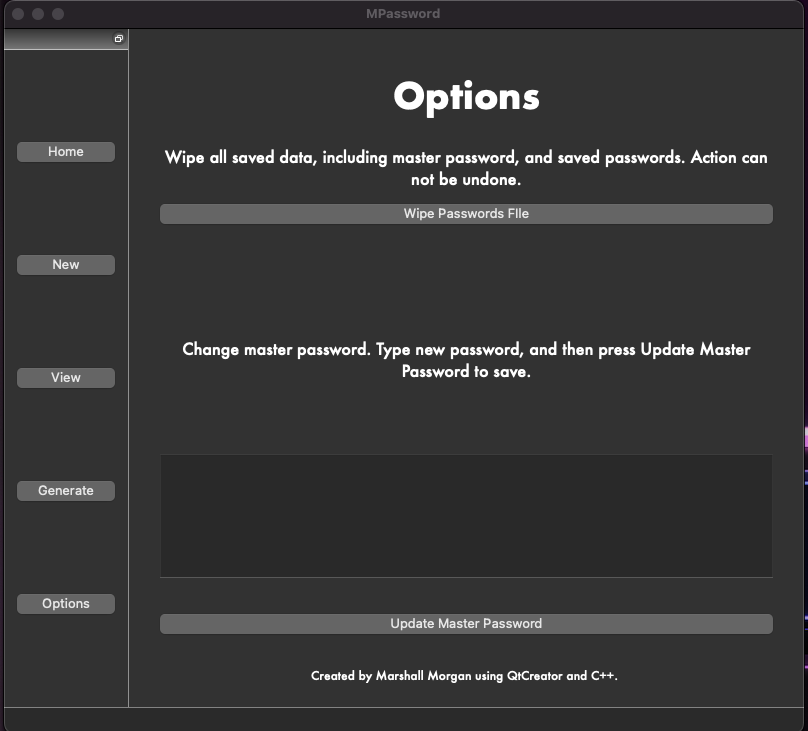 MPassword
Home
New
View
Generate
Options
Options
Wipe all saved data, including master password, and saved passwords. Action can
not be undone.
Wipe Passwords FIle
Change master password. Type new password, and then press Update Master
Password to save.
Update Master Password
Created by Marshall Morgan using QtCreator and C++.